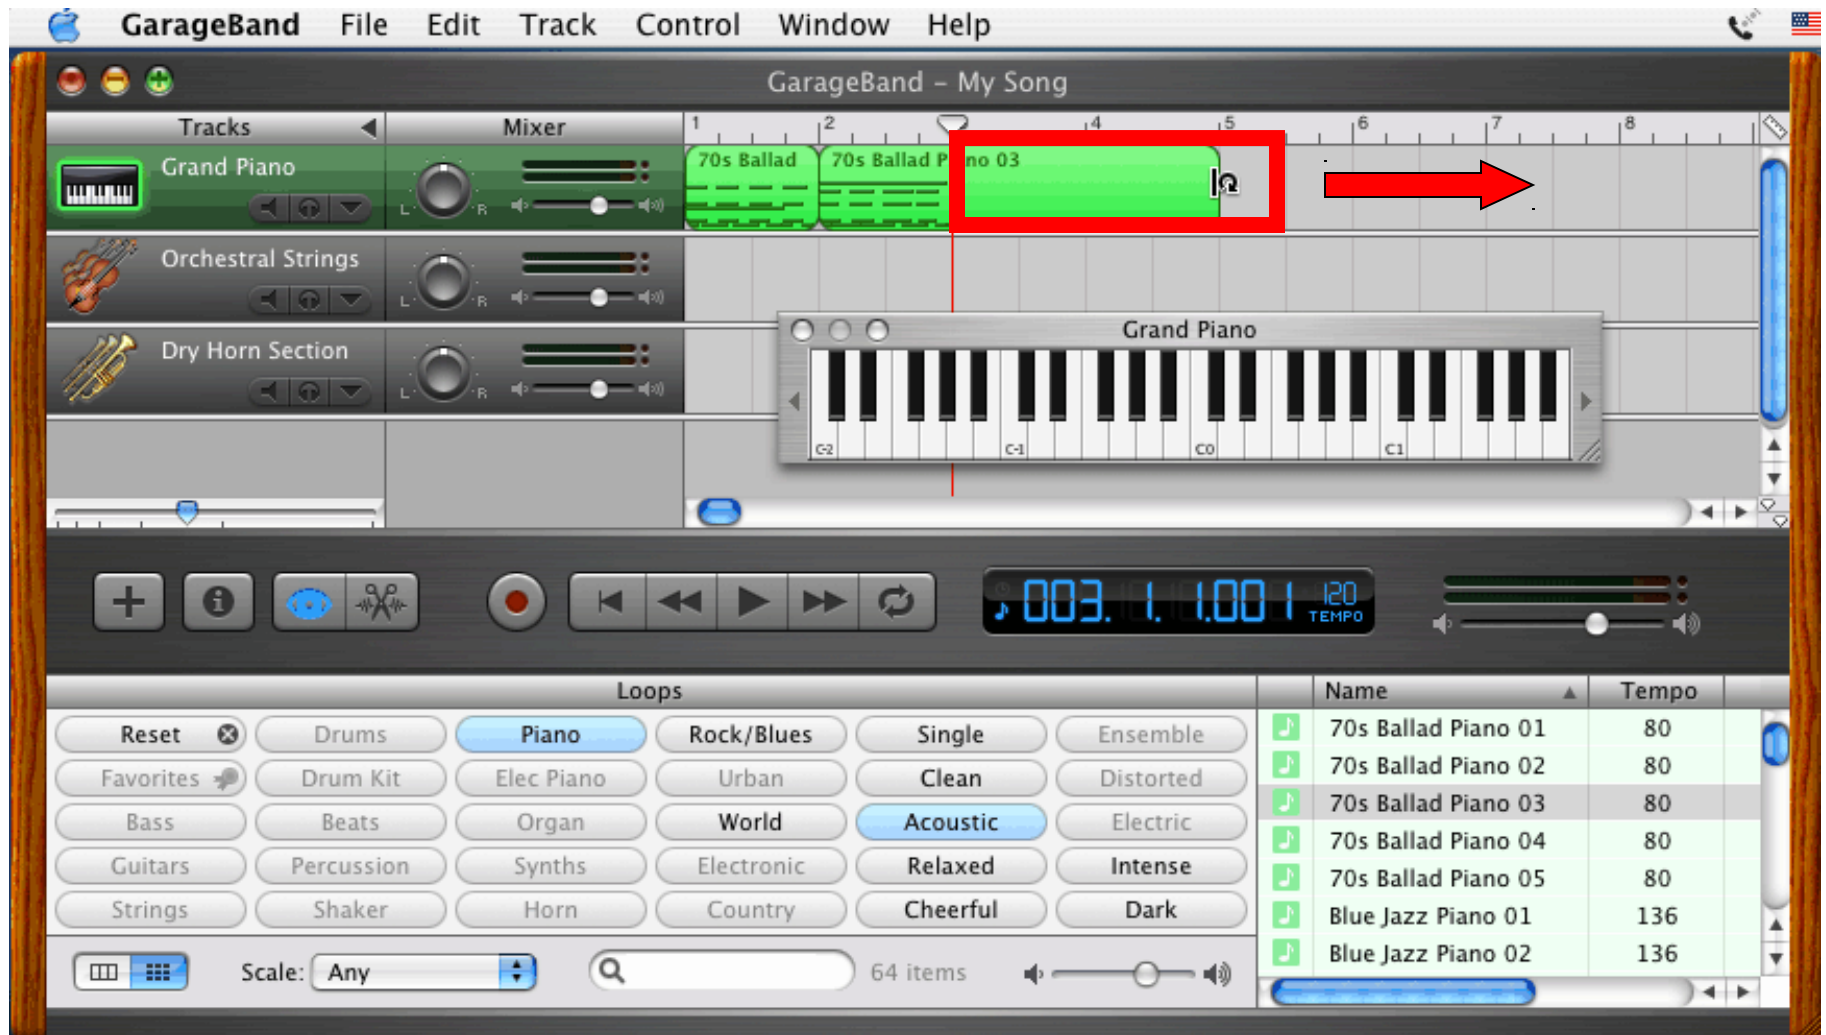 GarageBand File Edit Track Control Window Help
GarageBand – My Song
Tracks Mixer 1 2 4 5 6 7 8
Grand Piano
70s Ballad 70s Ballad P no 03
L R
Orchestral Strings
L R
Grand Piano
Dry Horn Section
L R
C-2 C-1 C0 C1
003. 1. 1.001 120
TEMPO
Loops Name Tempo
Reset Drums Piano Rock/Blues Single Ensemble 70s Ballad Piano 01 80
Favorites Drum Kit Elec Piano Urban Clean Distorted 70s Ballad Piano 02 80
Bass Beats Organ World Acoustic Electric 70s Ballad Piano 03 80
Guitars Percussion Synths Electronic Relaxed Intense 70s Ballad Piano 04 80
70s Ballad Piano 05 80
Strings Shaker Horn Country Cheerful Dark Blue Jazz Piano 01 136
Blue Jazz Piano 02 136
Scale: Any 64 items